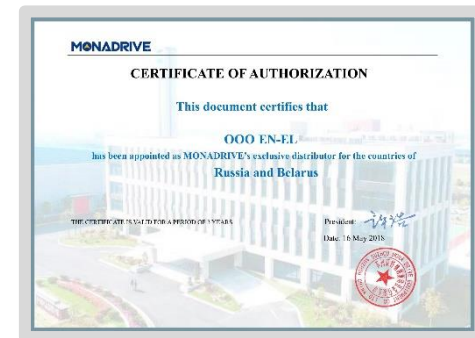 MONADRIVE
CERTIFICATE OF AUTHORIZATION
This document certifies that
OOO EN-EL
has been appointed as MONADRIVE's exclusive distributor for the countries of
Russia and Belarus
THE CERTIFICATE IS VALID FOR A PERIOD OF 3 YEARS
President:
Date: 16 May 2018